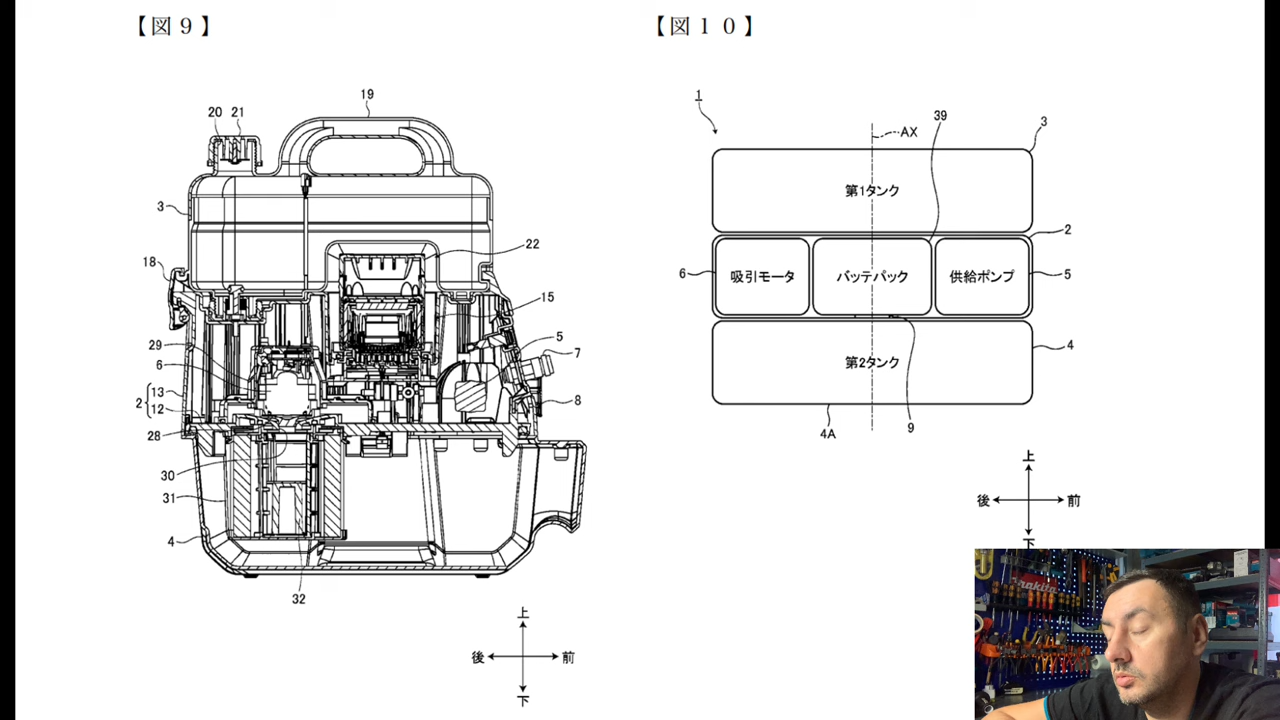 【図９】
19
20
21
3
22
18
15
5
29
7
6
13
2
12
8
28
30
31
4
32
上
後
前
下
【図１０】
1
39
AX
3
第1タンク
2
6
吸引モータ
バッテパック
供給ポンプ
5
第2タンク
4
4A
9
上
後
前
下
makita